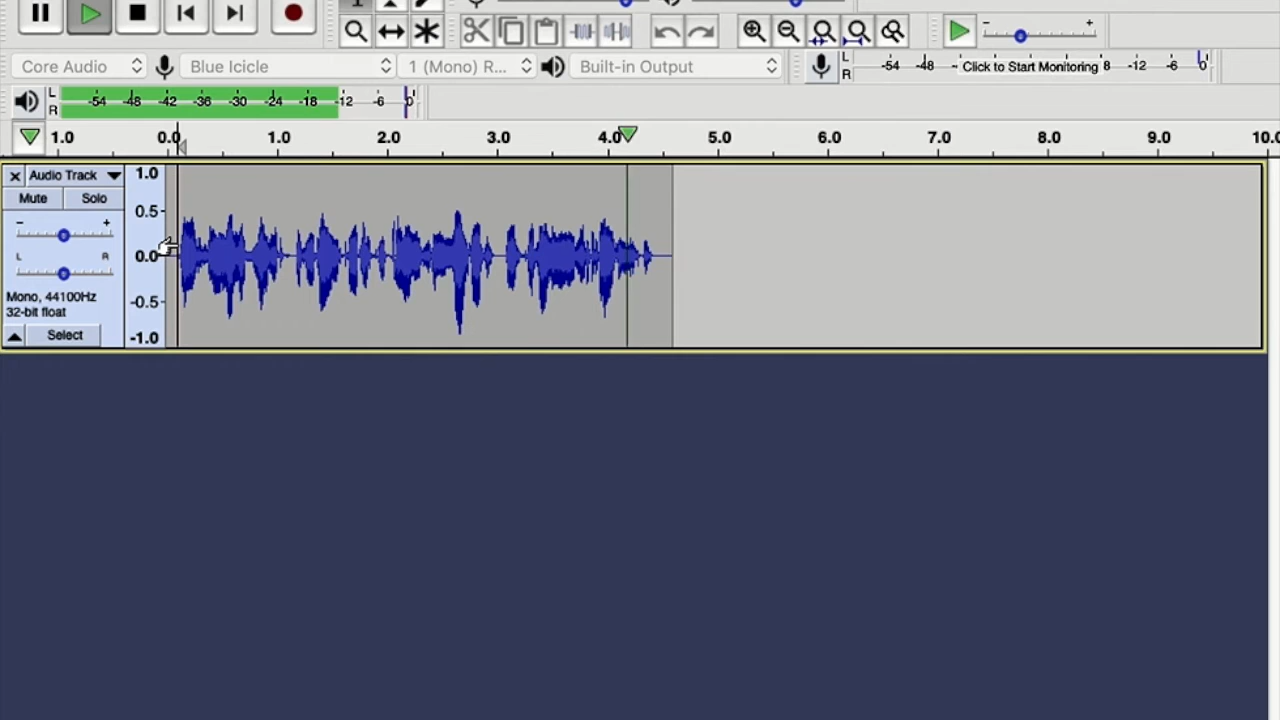 Core Audio Blue Icicle 1 (Mono) R... Built-in Output L R -54 -48 Click to Start Monitoring 8 -12 -6 0
L R -54 -48 -42 -36 -30 -24 -18 -12 -6 0
1.0 0.0 1.0 2.0 3.0 4.0 5.0 6.0 7.0 8.0 9.0 10.0
× Audio Track 1.0
Mute Solo
- + 0.5
L R 0.0
Mono, 44100Hz -0.5
32-bit float
Select -1.0